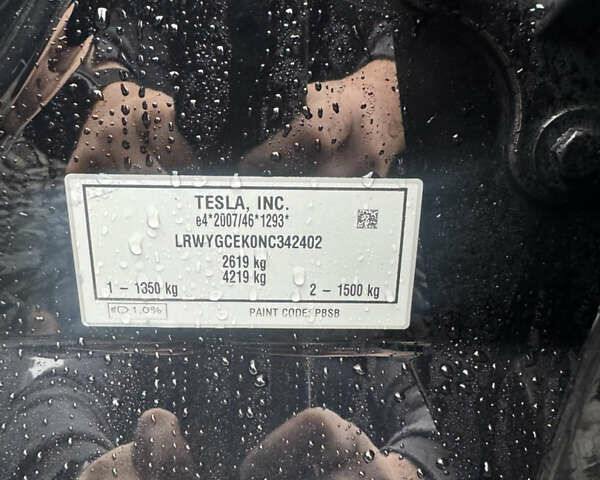 TESLA, INC.
e4*2007/46*1293*
LRWYGCEK0NC342402
2619 kg
4219 kg
1 – 1350 kg 2 – 1500 kg
1,0% PAINT CODE: PBSB